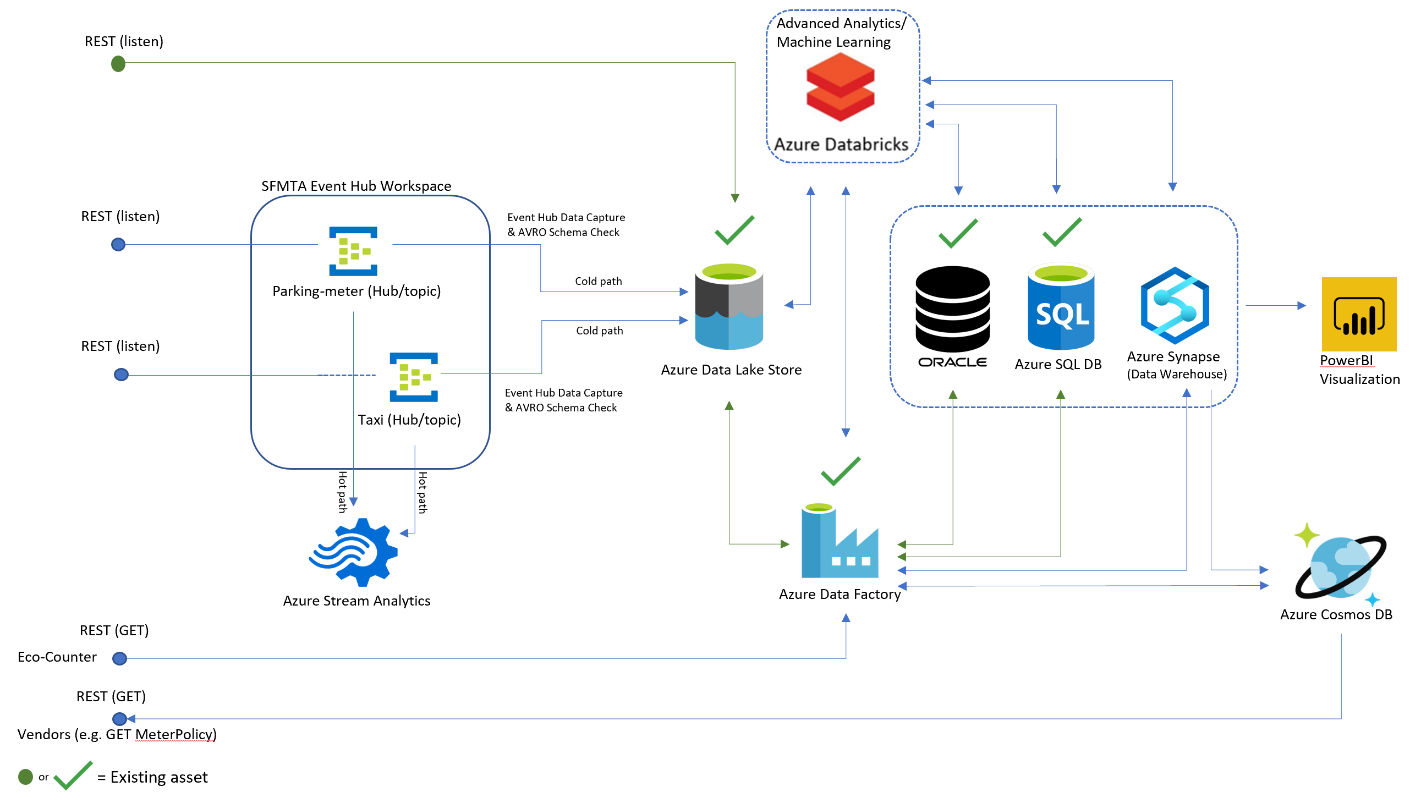 REST (listen)
Advanced Analytics/
Machine Learning
Azure Databricks
SFMTA Event Hub Workspace
REST (listen)
Parking-meter (Hub/topic)
Event Hub Data Capture
& AVRO Schema Check
Cold path
REST (listen)
Taxi (Hub/topic)
Cold path
Event Hub Data Capture
& AVRO Schema Check
Azure Data Lake Store
ORACLE
SQL
Azure SQL DB
Azure Synapse
(Data Warehouse)
PowerBI
Visualization
Hot path
Hot path
Azure Stream Analytics
Azure Data Factory
Azure Cosmos DB
REST (GET)
Eco-Counter
REST (GET)
Vendors (e.g. GET MeterPolicy)
or = Existing asset